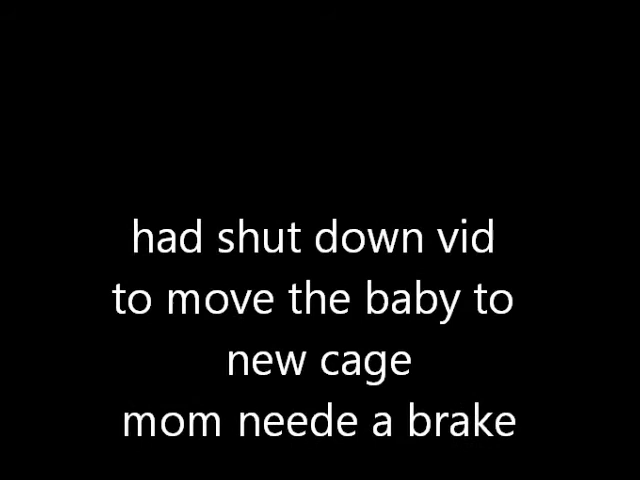 had shut down vid
to move the baby to
new cage
mom neede a brake